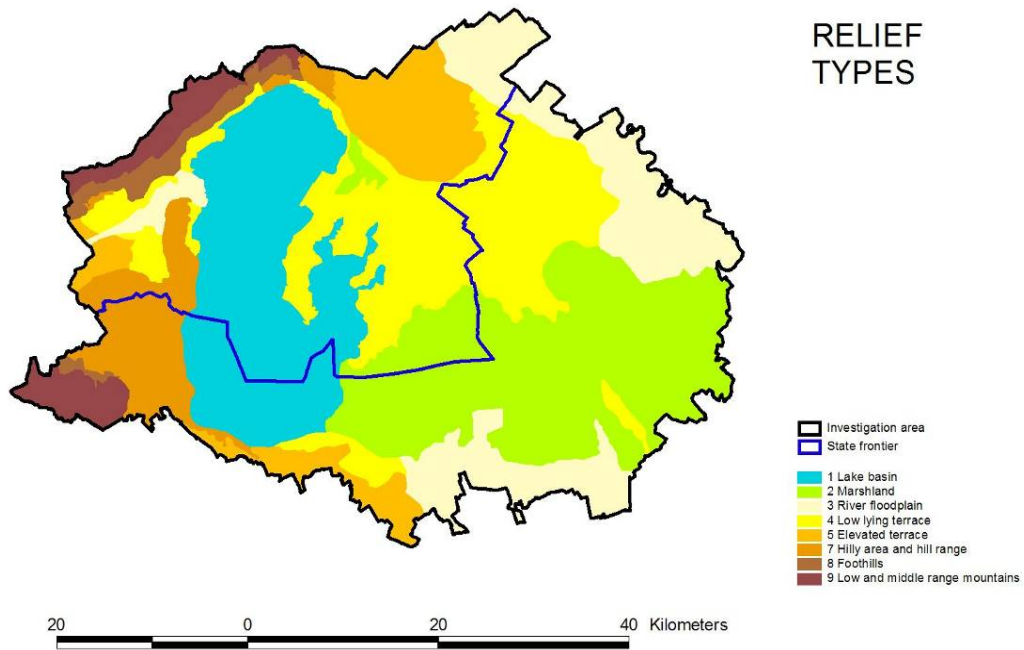 RELIEF
TYPES
Investigation area
State frontier
1 Lake basin
2 Marshland
3 River floodplain
4 Low lying terrace
5 Elevated terrace
7 Hilly area and hill range
8 Foothills
9 Low and middle range mountains
20 0 20 40 Kilometers